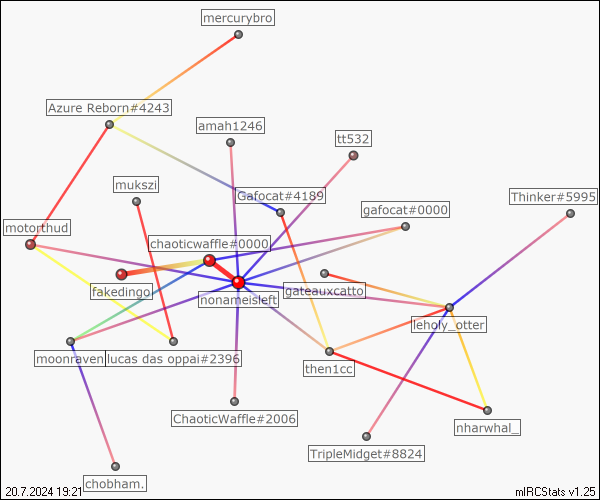 mercurybro
Azure Reborn#4243
amah1246
tt532
mukszi
Gafocat#4189
Thinker#5995
gafocat#0000
motorthud
chaoticwaffle#0000
fakedingo
gateauxcatto
nonameisleft
leholy_otter
moonraven
lucas das oppai#2396
then1cc
ChaoticWaffle#2006
nharwhal_
TripleMidget#8824
chobham.
20.7.2024 19:21
mIRCStats v1.25